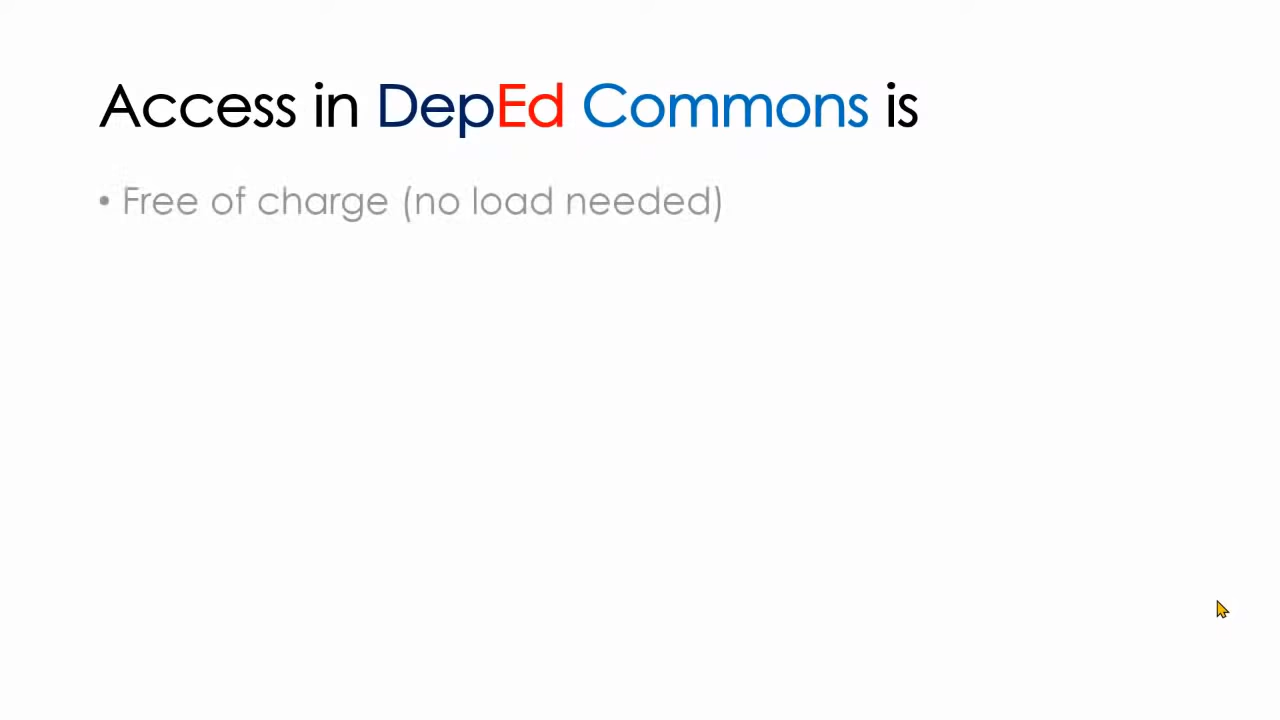 Access in DepEd Commons is
• Free of charge (no load needed)